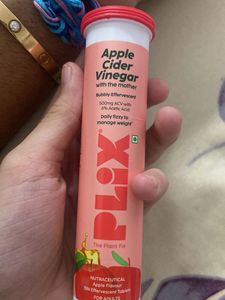 Apple
Cider
Vinegar
with the mother
Bubbly Effervescent
500mg ACV with
6% Acetic Acid
Daily fizzy to
manage weight*
PLIX
The Plant Fix
NUTRACEUTICAL
Apple Flavour
15N Effervescent Tablets
FOR ADULTS